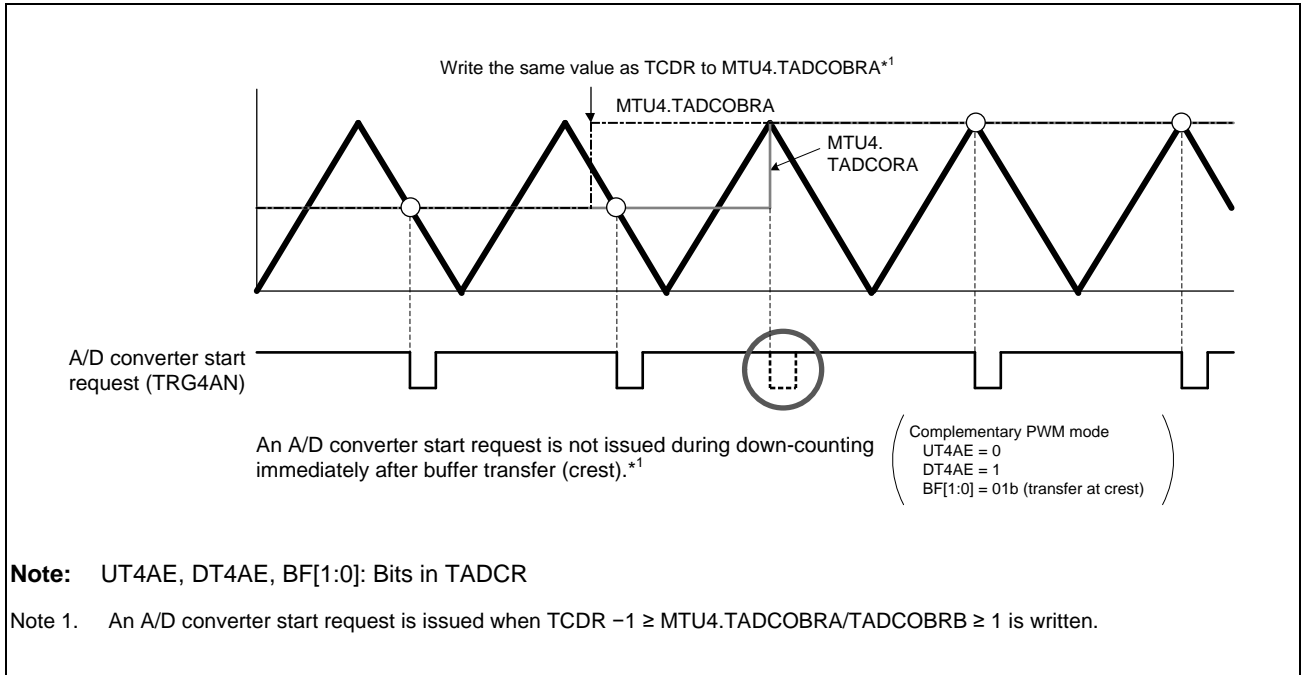 Write the same value as TCDR to MTU4.TADCOBRA*1
MTU4.TADCOBRA
MTU4.
TADCORA
A/D converter start
request (TRG4AN)
An A/D converter start request is not issued during down-counting
immediately after buffer transfer (crest).*1
Complementary PWM mode
UT4AE = 0
DT4AE = 1
BF[1:0] = 01b (transfer at crest)
Note: UT4AE, DT4AE, BF[1:0]: Bits in TADCR
Note 1. An A/D converter start request is issued when TCDR −1 ≥ MTU4.TADCOBRA/TADCOBRB ≥ 1 is written.